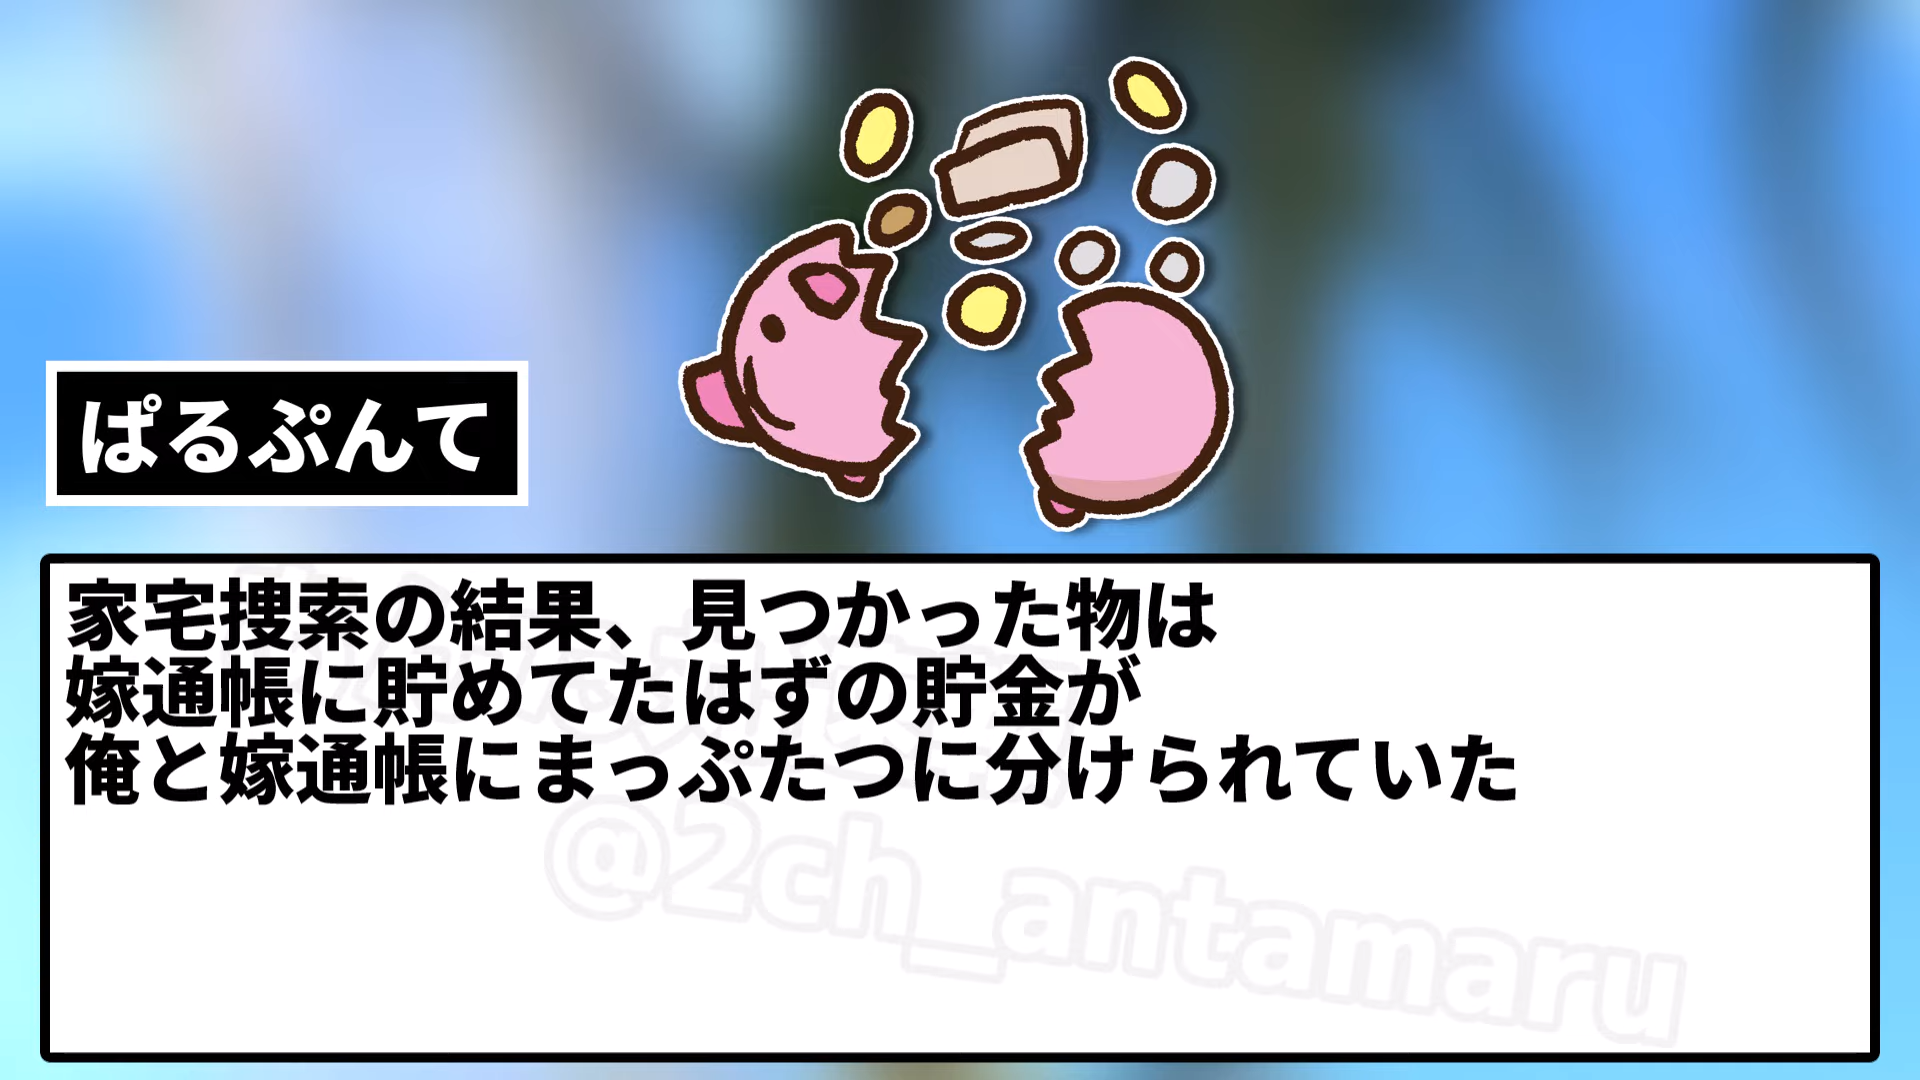 ぱるぷんて
家宅捜索の結果、見つかった物は
嫁通帳に貯めてたはずの貯金が
俺と嫁通帳にまっぷたつに分けられていた
@2ch_antamaru